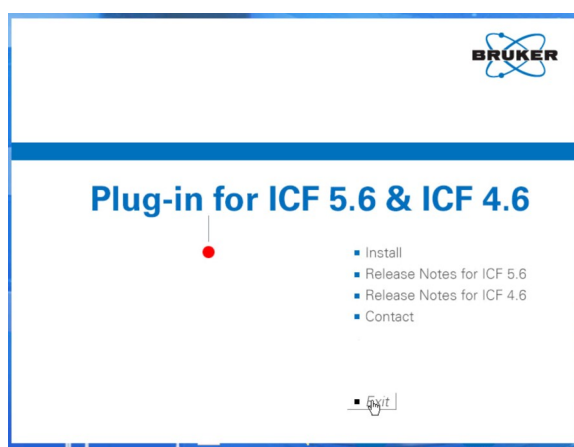 BRUKER
Plug-in for ICF 5.6 & ICF 4.6
Install
Release Notes for ICF 5.6
Release Notes for ICF 4.6
Contact
Exit